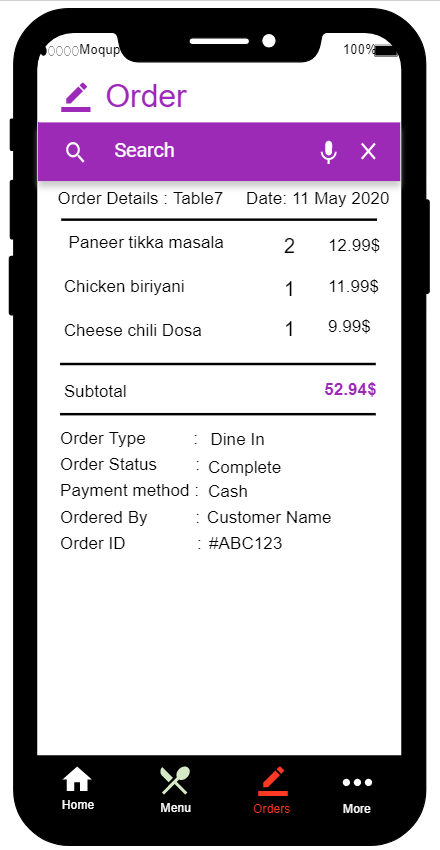 Moqup 100%
Order
Search
Order Details : Table7 Date: 11 May 2020
Paneer tikka masala 2 12.99$
Chicken biriyani 1 11.99$
Cheese chili Dosa 1 9.99$
Subtotal 52.94$
Order Type : Dine In
Order Status : Complete
Payment method : Cash
Ordered By : Customer Name
Order ID : #ABC123
Home Menu Orders More